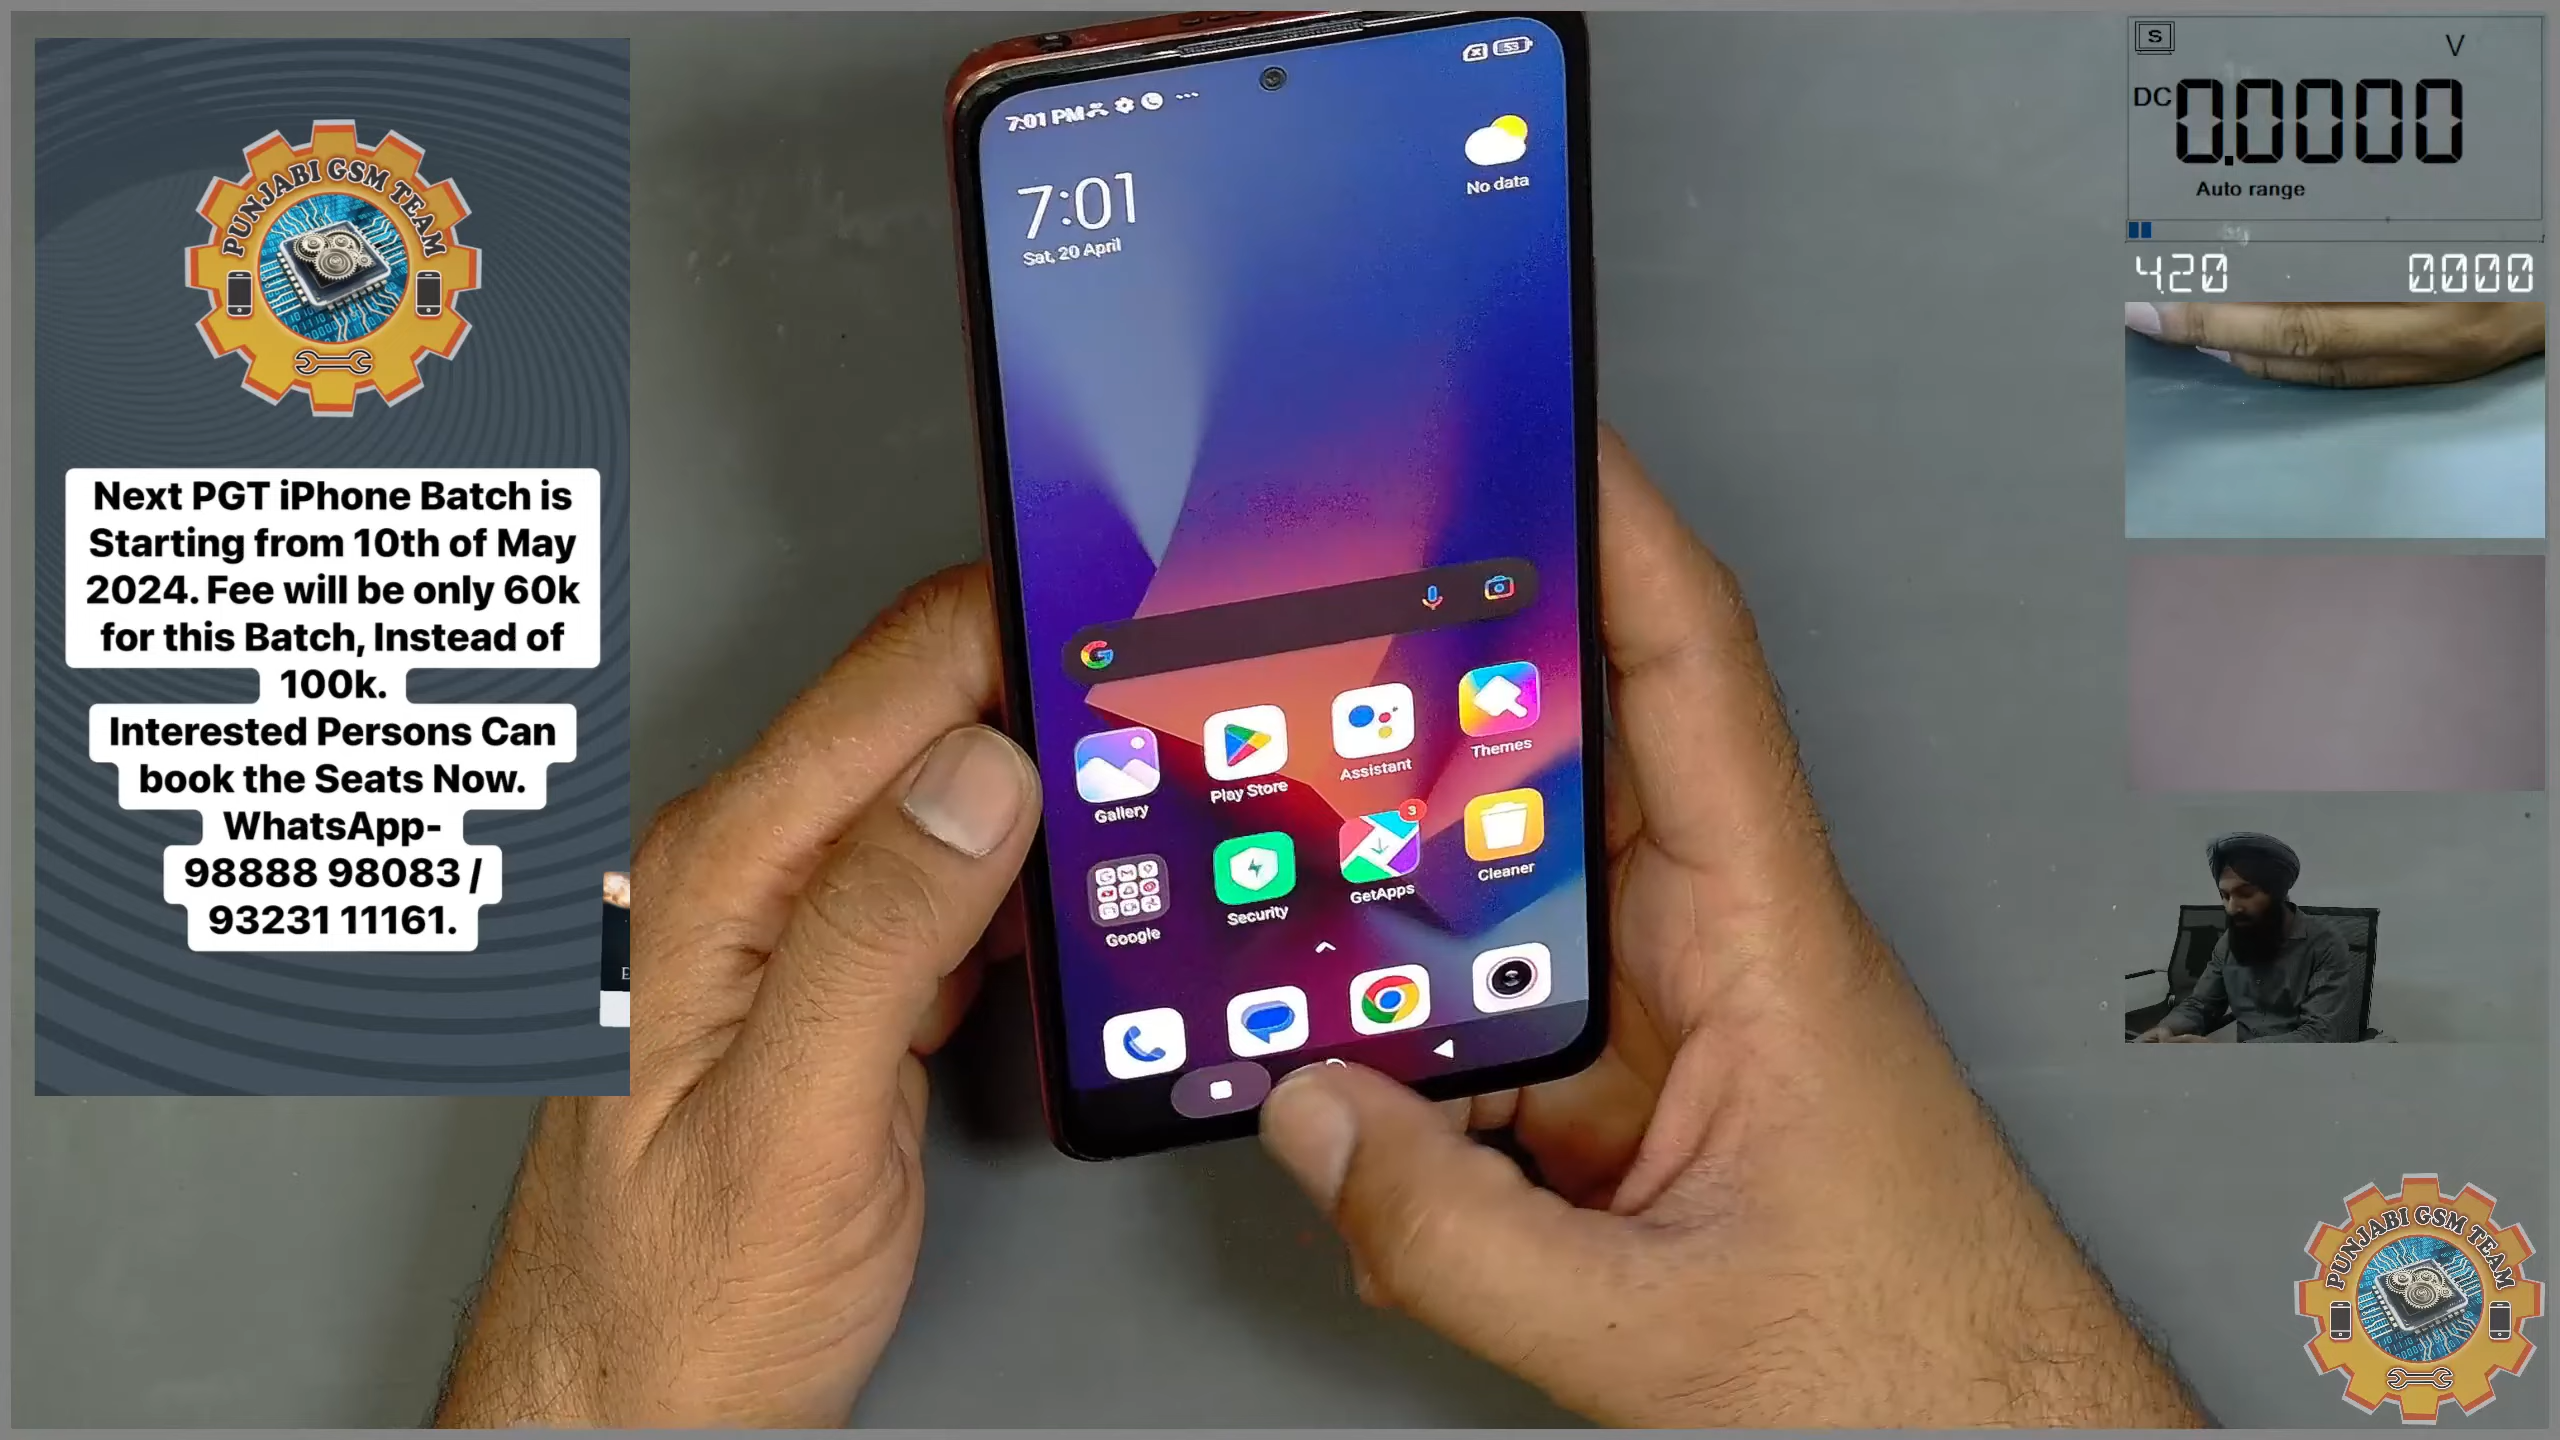 PUNJABI GSM TEAM
Next PGT iPhone Batch is
Starting from 10th of May
2024. Fee will be only 60k
for this Batch, Instead of
100k.
Interested Persons Can
book the Seats Now.
WhatsApp-
98888 98083 /
93231 11161.
7:01 PM
53
7:01
Sat, 20 April
No data
Gallery
Play Store
Assistant
Themes
Google
Security
3
GetApps
Cleaner
S
V
DC
0.0000
Auto range
4.20
0.000
PUNJABI GSM TEAM